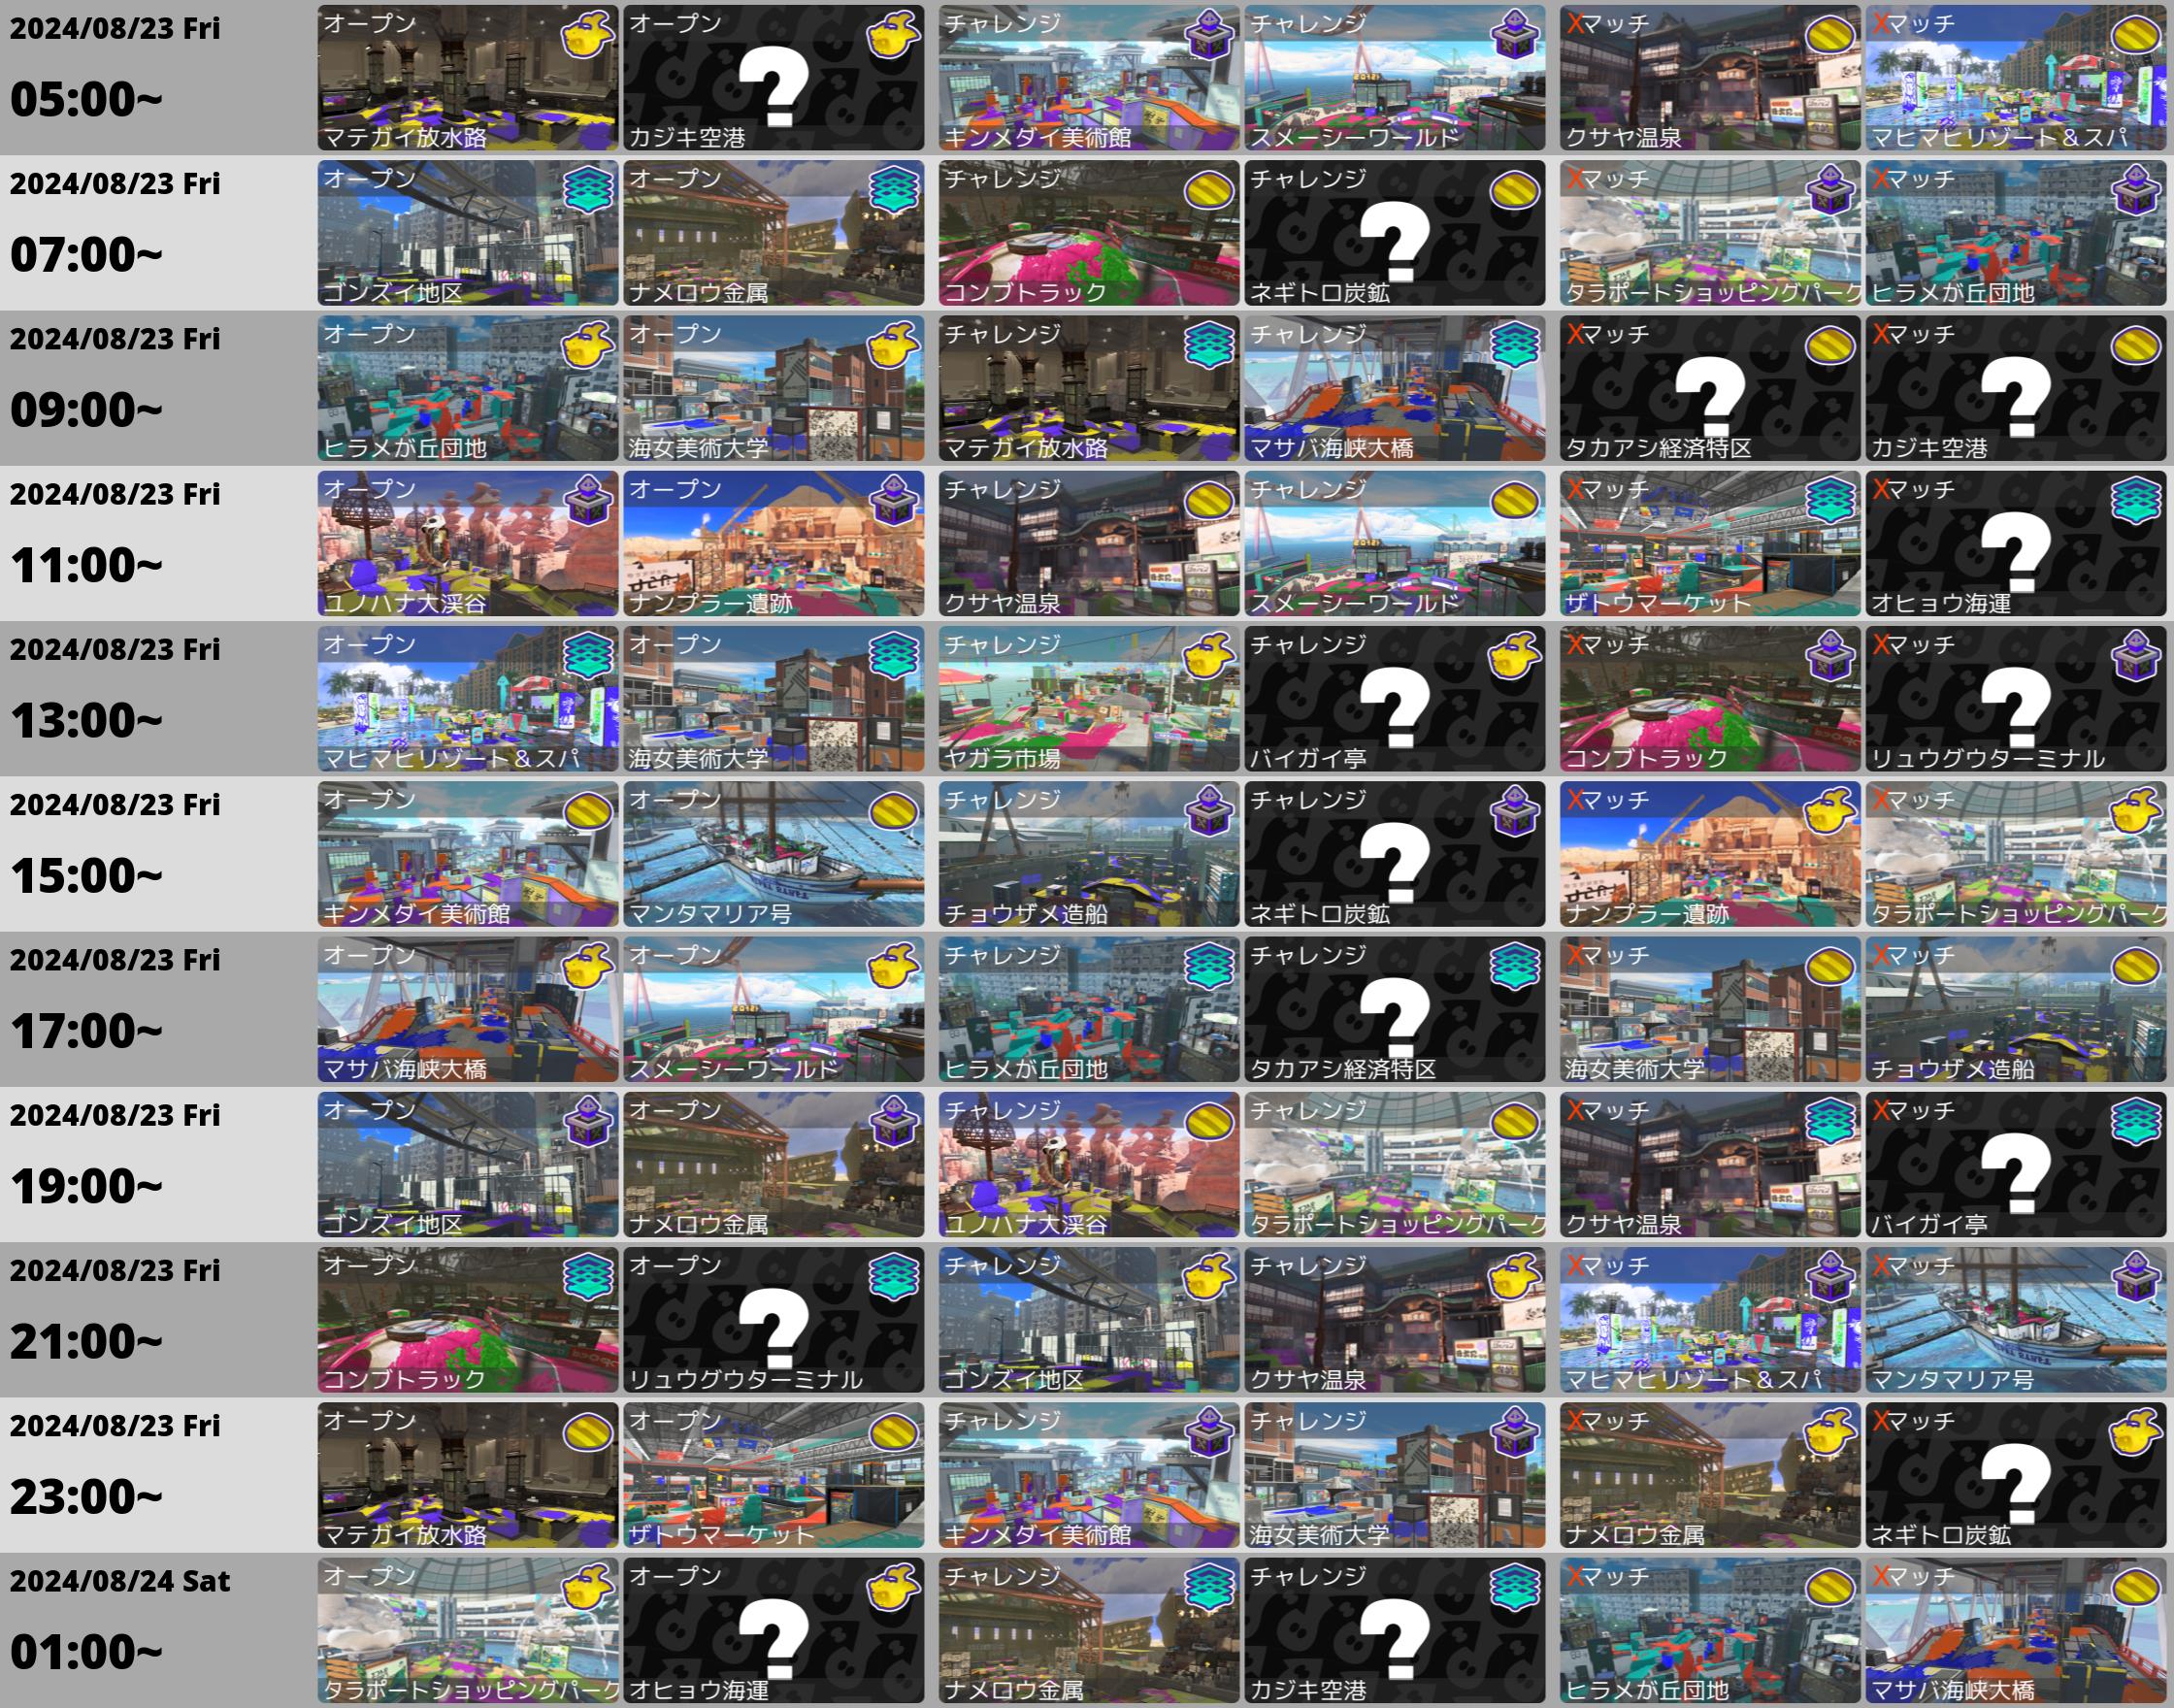 2024/08/23 Fri
05:00~
オープン
マテガイ放水路
オープン
カジキ空港
チャレンジ
キンメダイ美術館
チャレンジ
スメーシーワールド
Xマッチ
クサヤ温泉
Xマッチ
マヒマヒリゾート＆スパ
2024/08/23 Fri
07:00~
オープン
ゴンズイ地区
オープン
ナメロウ金属
チャレンジ
コンブトラック
チャレンジ
ネギトロ炭鉱
Xマッチ
タラポートショッピングパーク
Xマッチ
ヒラメが丘団地
2024/08/23 Fri
09:00~
オープン
ヒラメが丘団地
オープン
海女美術大学
チャレンジ
マテガイ放水路
チャレンジ
マサバ海峡大橋
Xマッチ
タカアシ経済特区
Xマッチ
カジキ空港
2024/08/23 Fri
11:00~
オープン
ユノハナ大渓谷
オープン
ナンプラー遺跡
チャレンジ
クサヤ温泉
チャレンジ
スメーシーワールド
Xマッチ
ザトウマーケット
Xマッチ
オヒョウ海運
2024/08/23 Fri
13:00~
オープン
マヒマヒリゾート＆スパ
オープン
海女美術大学
チャレンジ
ヤガラ市場
チャレンジ
バイガイ亭
Xマッチ
コンブトラック
Xマッチ
リュウグウターミナル
2024/08/23 Fri
15:00~
オープン
キンメダイ美術館
オープン
マンタマリア号
チャレンジ
チョウザメ造船
チャレンジ
ネギトロ炭鉱
Xマッチ
ナンプラー遺跡
Xマッチ
タラポートショッピングパーク
2024/08/23 Fri
17:00~
オープン
マサバ海峡大橋
オープン
スメーシーワールド
チャレンジ
ヒラメが丘団地
チャレンジ
タカアシ経済特区
Xマッチ
海女美術大学
Xマッチ
チョウザメ造船
2024/08/23 Fri
19:00~
オープン
ゴンズイ地区
オープン
ナメロウ金属
チャレンジ
ユノハナ大渓谷
チャレンジ
タラポートショッピングパーク
Xマッチ
クサヤ温泉
Xマッチ
バイガイ亭
2024/08/23 Fri
21:00~
オープン
コンブトラック
オープン
リュウグウターミナル
チャレンジ
ゴンズイ地区
チャレンジ
クサヤ温泉
Xマッチ
マヒマヒリゾート＆スパ
Xマッチ
マンタマリア号
2024/08/23 Fri
23:00~
オープン
マテガイ放水路
オープン
ザトウマーケット
チャレンジ
キンメダイ美術館
チャレンジ
海女美術大学
Xマッチ
ナメロウ金属
Xマッチ
ネギトロ炭鉱
2024/08/24 Sat
01:00~
オープン
タラポートショッピングパーク
オープン
オヒョウ海運
チャレンジ
ナメロウ金属
チャレンジ
カジキ空港
Xマッチ
ヒラメが丘団地
Xマッチ
マサバ海峡大橋